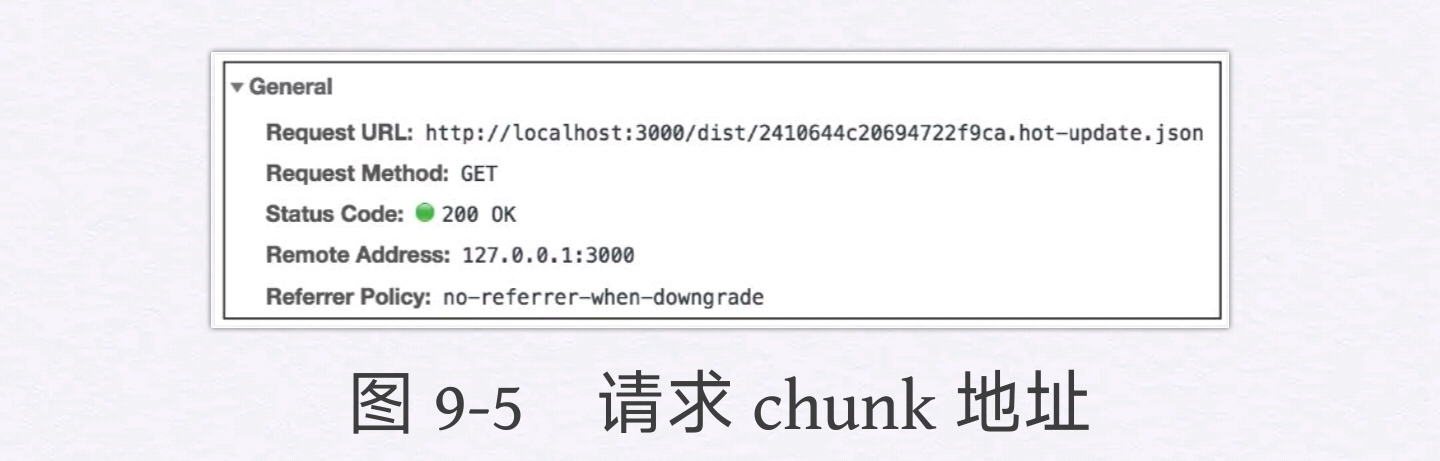 General
Request URL: http://localhost:3000/dist/2410644c20694722f9ca.hot-update.json
Request Method: GET
Status Code: 200 OK
Remote Address: 127.0.0.1:3000
Referrer Policy: no-referrer-when-downgrade
图 9-5 请求 chunk 地址